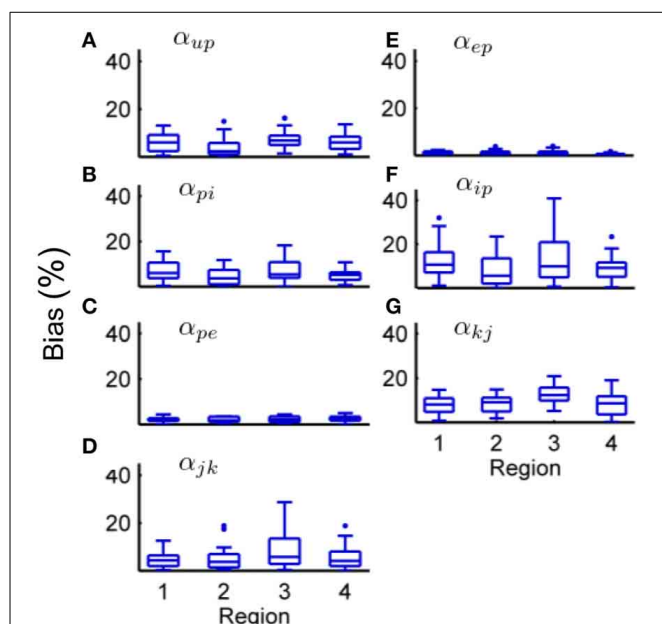 A
α_up
40
20
B
α_pi
40
20
C
α_pe
40
20
D
α_jk
40
20
1 2 3 4
Region
E
α_ep
40
20
F
α_ip
40
20
G
α_kj
40
20
1 2 3 4
Region
Bias (%)